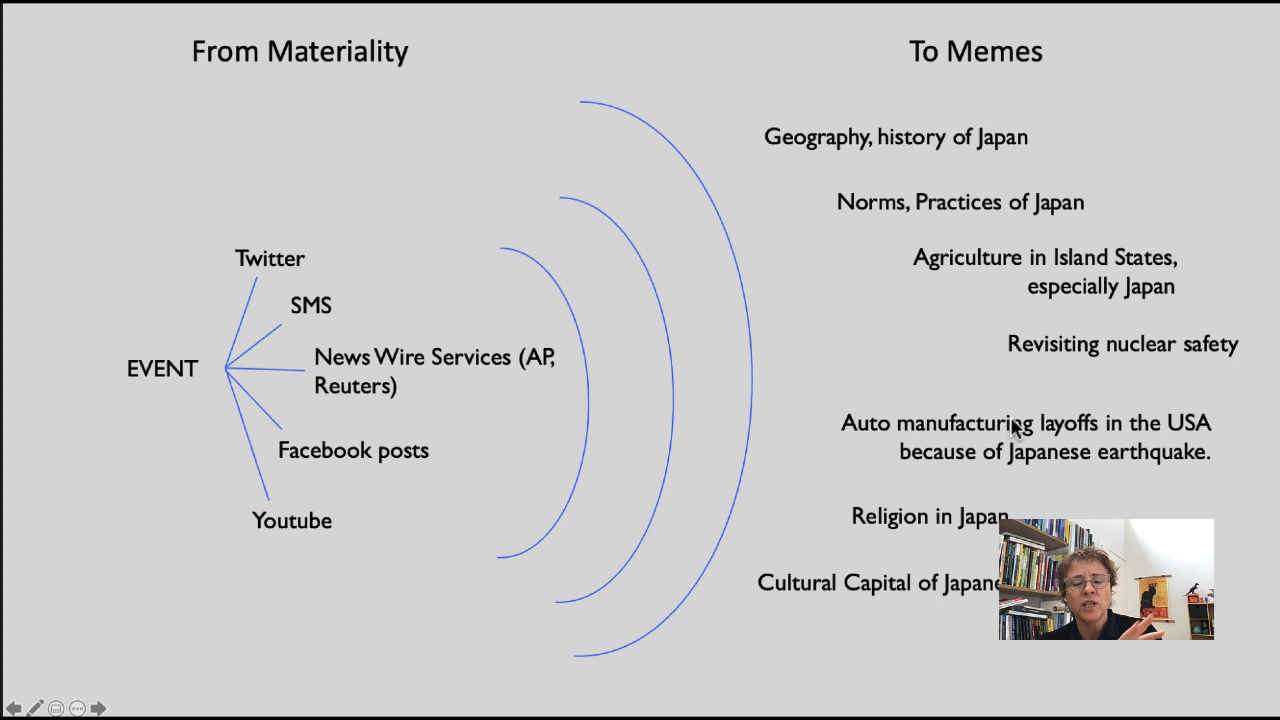 From Materiality
To Memes
Geography, history of Japan
Norms, Practices of Japan
Agriculture in Island States,
especially Japan
Revisiting nuclear safety
Auto manufacturing layoffs in the USA
because of Japanese earthquake.
Religion in Japan
Cultural Capital of
Twitter
SMS
EVENT
News Wire Services (AP,
Reuters)
Facebook posts
Youtube